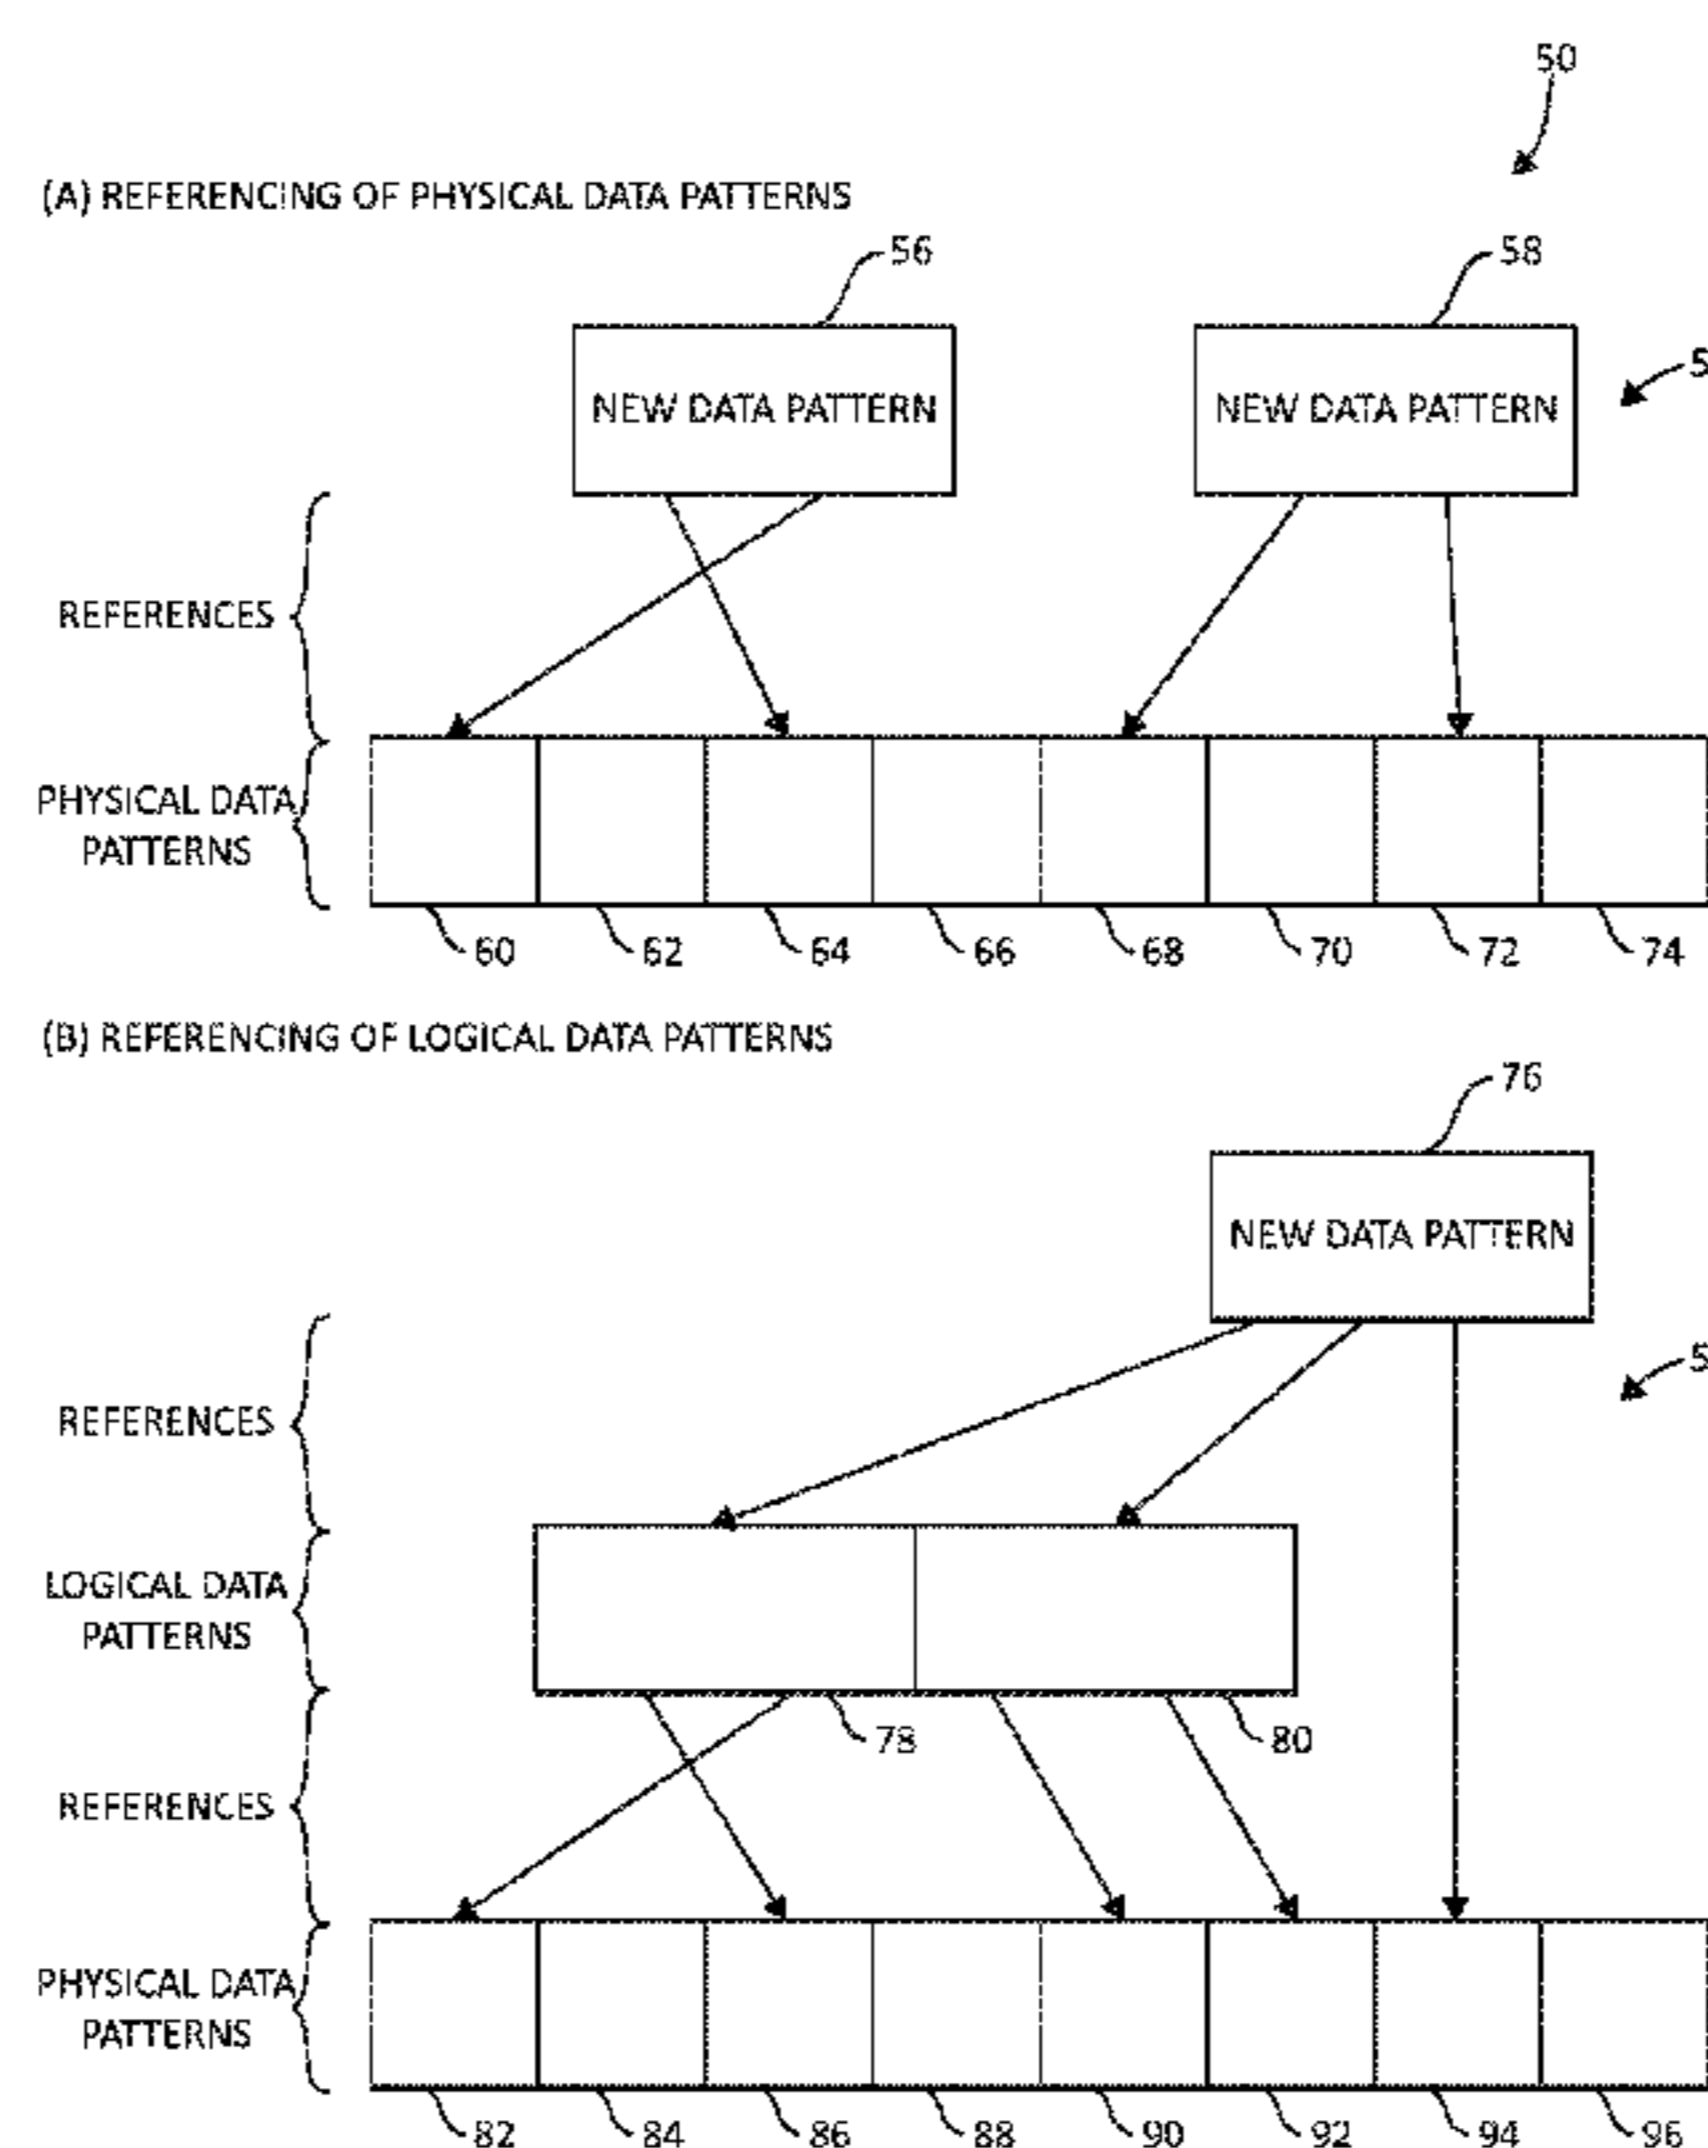 50
(A) REFERENCING OF PHYSICAL DATA PATTERNS
56
58
NEW DATA PATTERN
NEW DATA PATTERN
REFERENCES
PHYSICAL DATA
PATTERNS
60
62
64
66
68
70
72
74
(B) REFERENCING OF LOGICAL DATA PATTERNS
76
NEW DATA PATTERN
REFERENCES
LOGICAL DATA
PATTERNS
78
80
REFERENCES
PHYSICAL DATA
PATTERNS
82
84
86
88
90
92
94
96